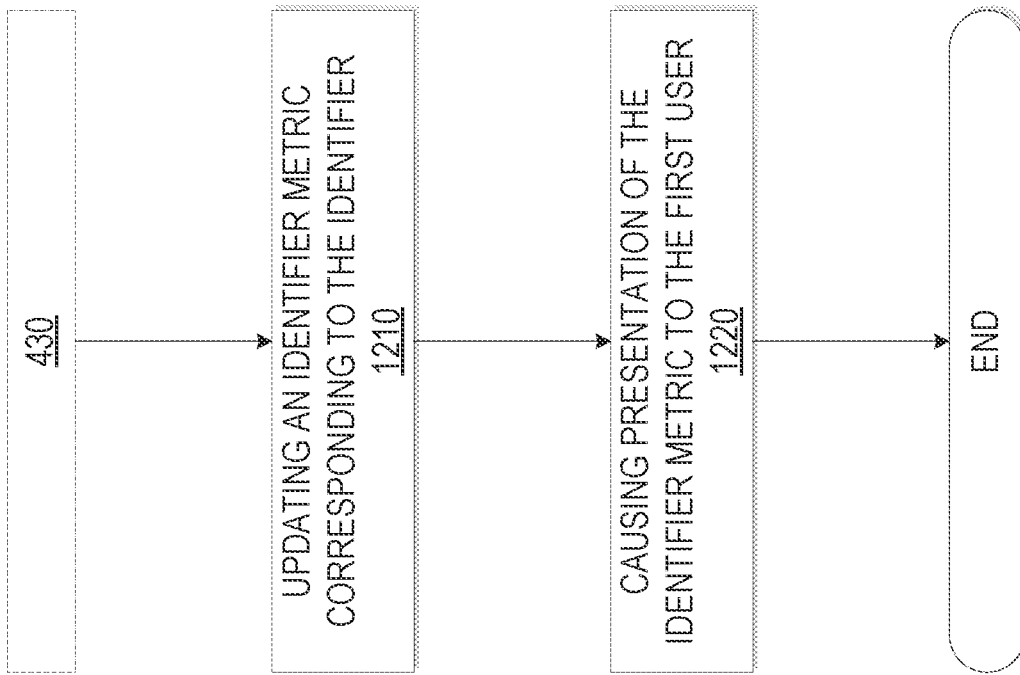 430
UPDATING AN IDENTIFIER METRIC
CORRESPONDING TO THE IDENTIFIER
1210
CAUSING PRESENTATION OF THE
IDENTIFIER METRIC TO THE FIRST USER
1220
END